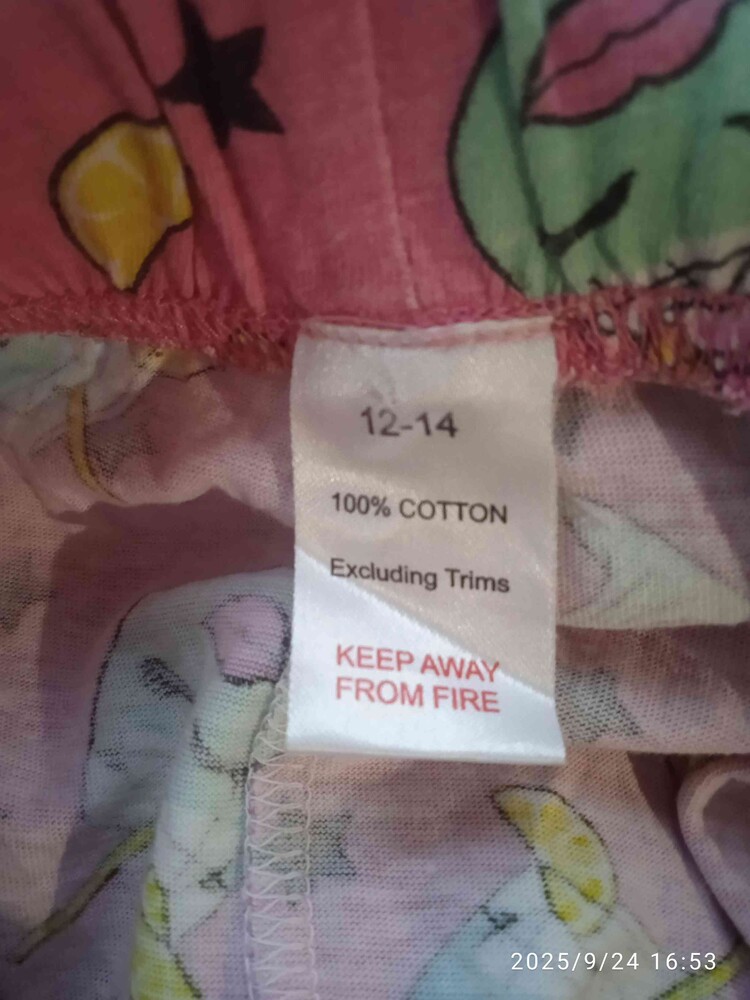 12-14
100% COTTON
Excluding Trims
KEEP AWAY
FROM FIRE
2025/9/24 16:53